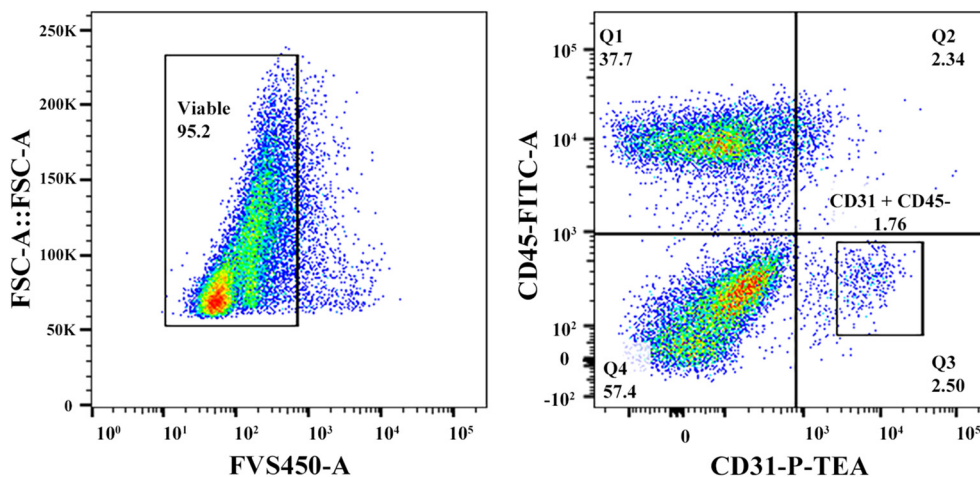 250K
200K
150K
100K
50K
0
FSC-A::FSC-A
Viable
95.2
10⁰
10¹
10²
10³
10⁴
10⁵
FVS450-A
Q1
37.7
Q2
2.34
CD31 + CD45-
1.76
Q4
57.4
Q3
2.50
10⁵
10⁴
10³
10²
0
-10²
CD45-FITC-A
0
10³
10⁴
10⁵
CD31-P-TEA